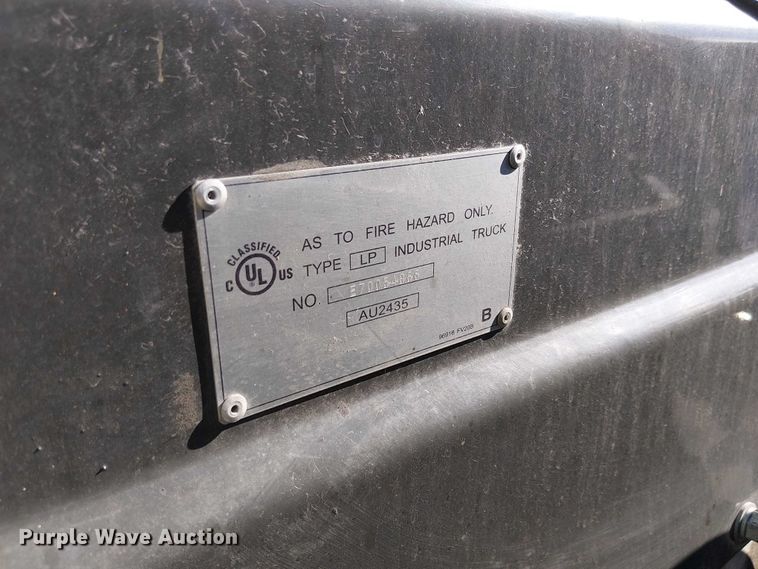 CLASSIFIED
C UL US
AS TO FIRE HAZARD ONLY.
TYPE LP INDUSTRIAL TRUCK
NO.
AU2435
B
Purple Wave Auction